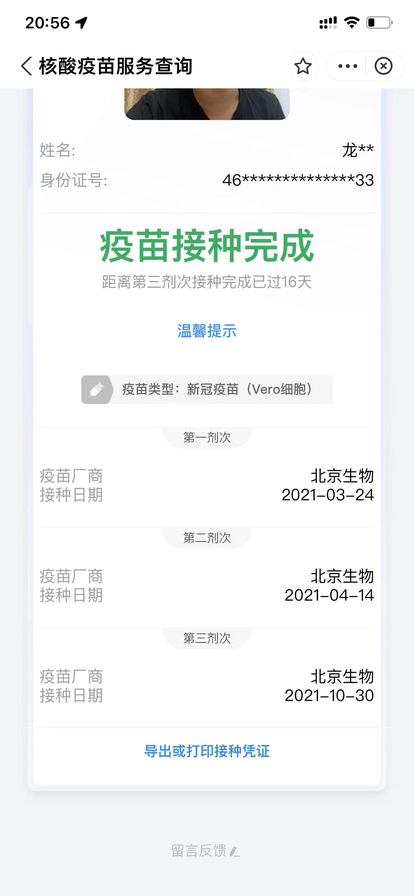 20:56
核酸疫苗服务查询
姓名: 龙**
身份证号: 46**************33
疫苗接种完成
距离第三剂次接种完成已过16天
温馨提示
疫苗类型：新冠疫苗（Vero细胞）
第一剂次
疫苗厂商 北京生物
接种日期 2021-03-24
第二剂次
疫苗厂商 北京生物
接种日期 2021-04-14
第三剂次
疫苗厂商 北京生物
接种日期 2021-10-30
导出或打印接种凭证
留言反馈